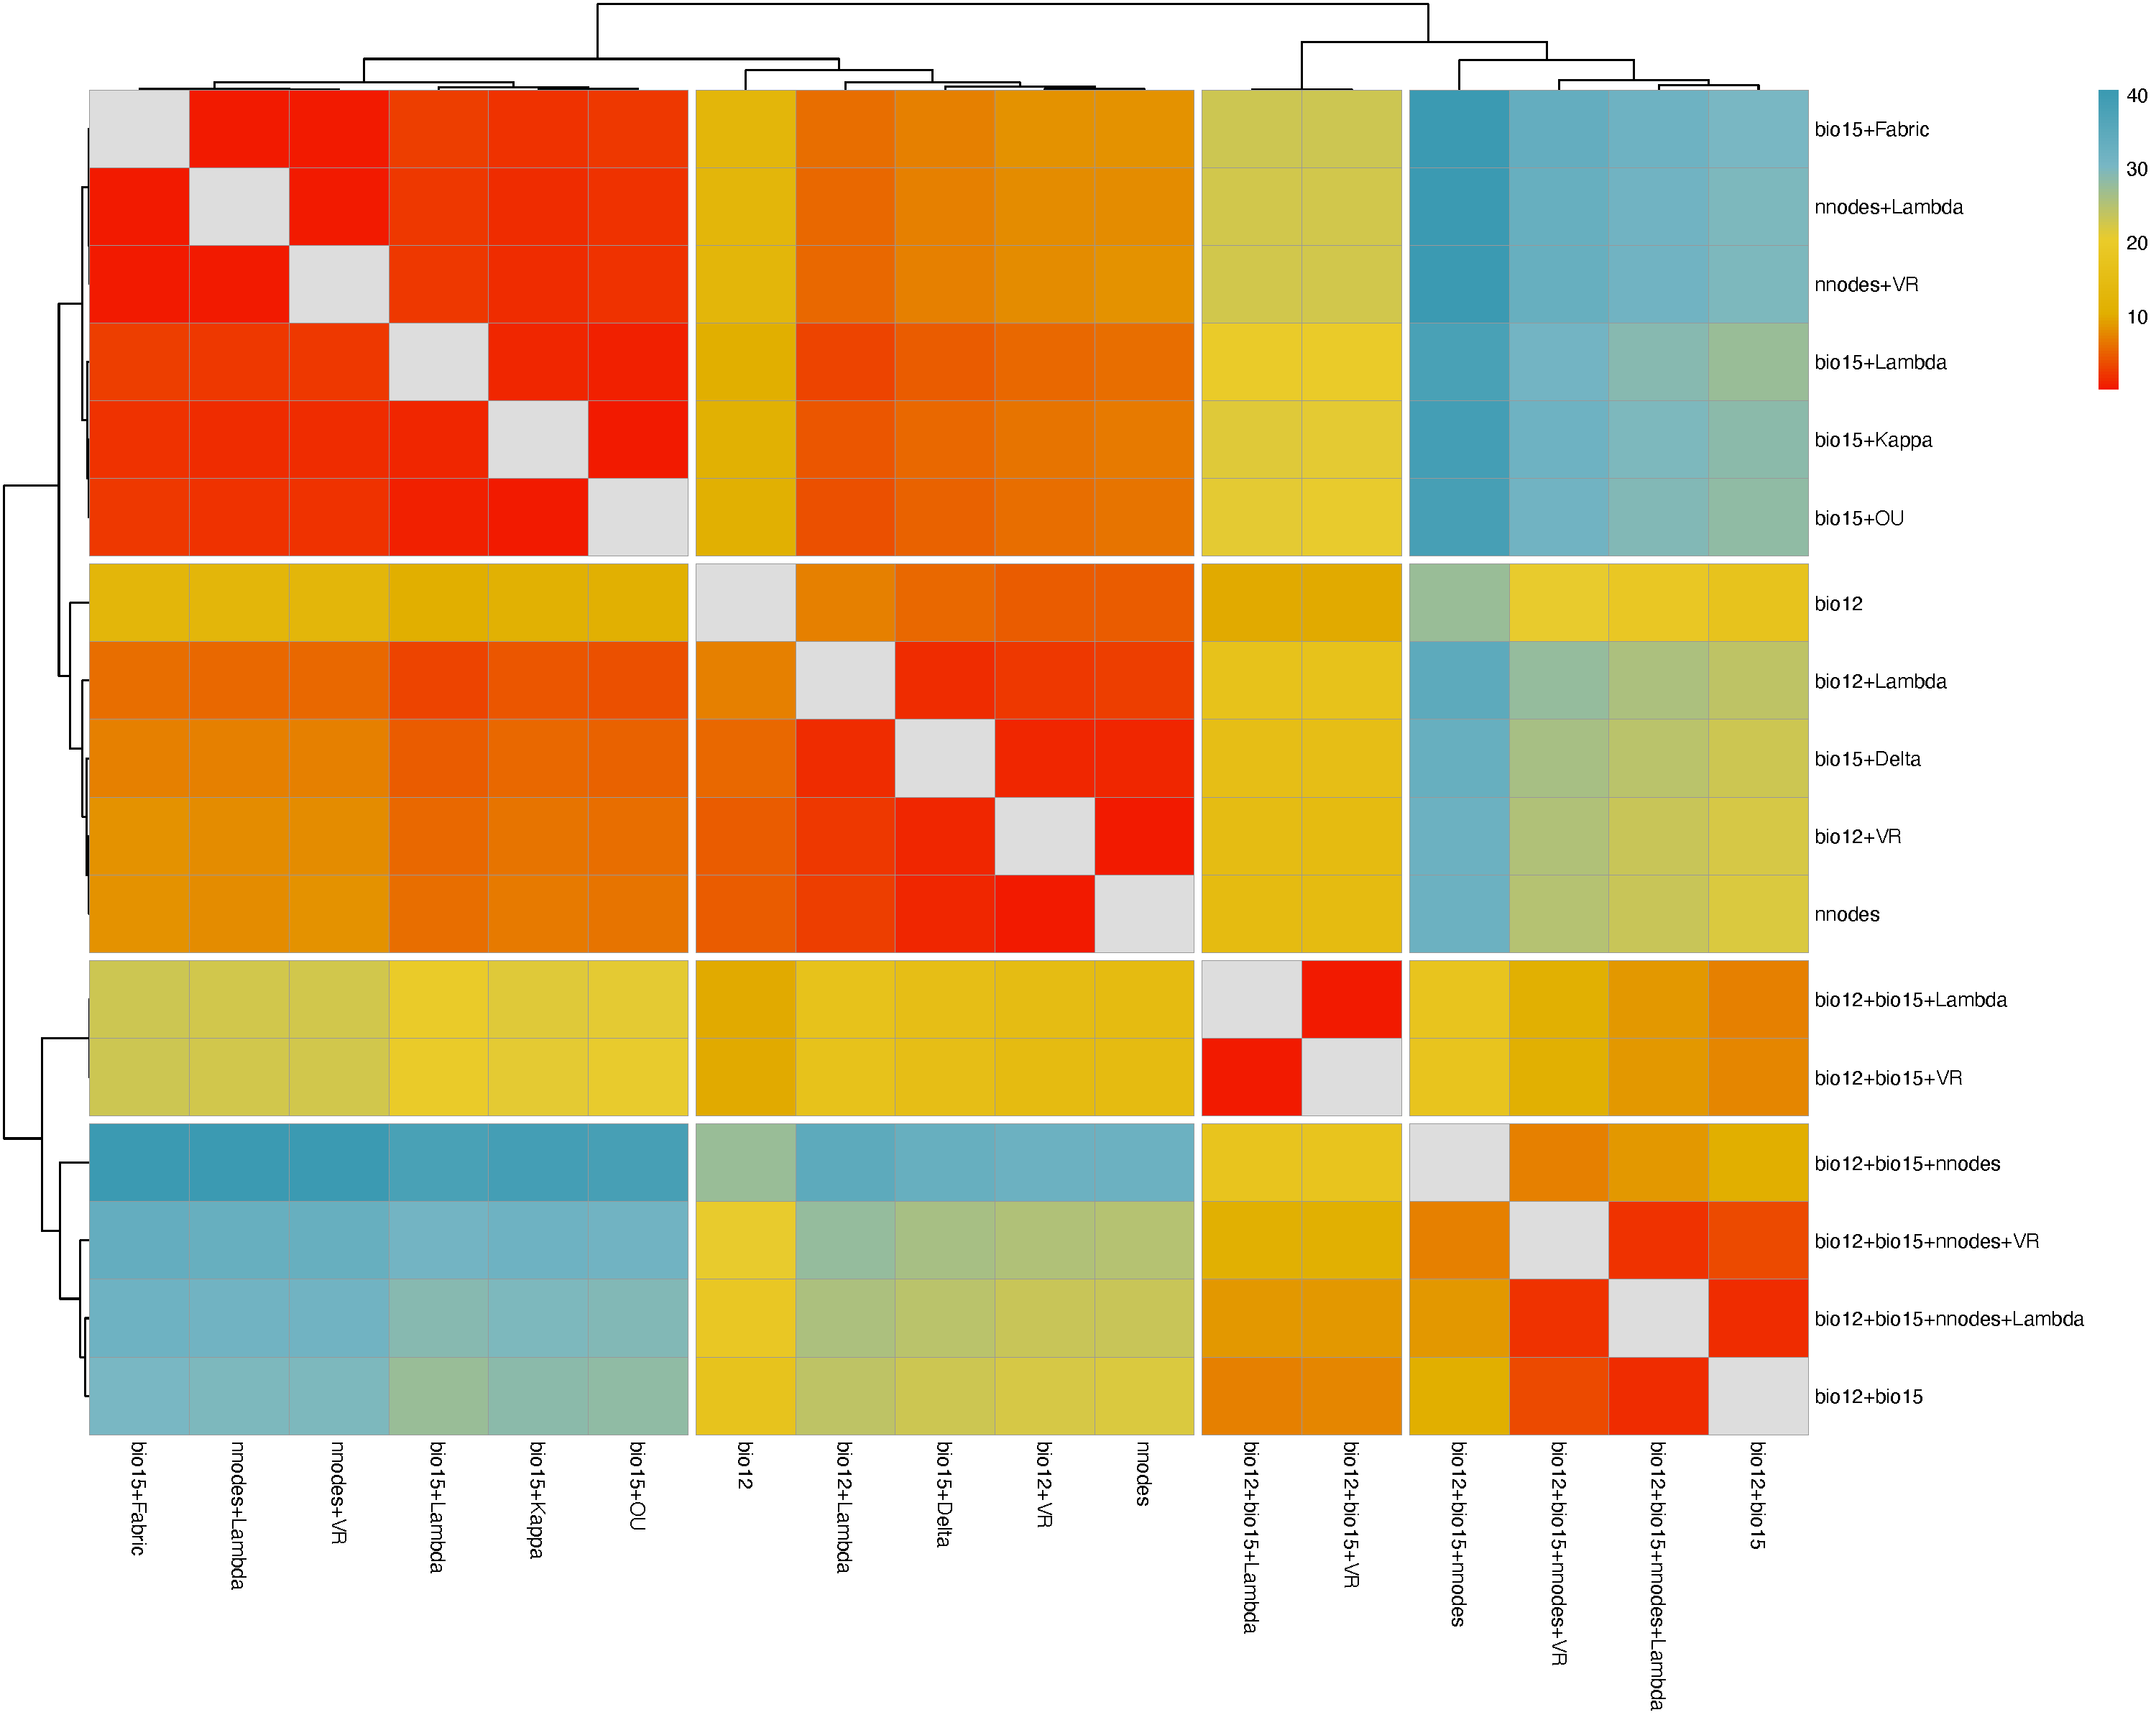 40
30
20
10
bio15+Fabric
nnodes+Lambda
nnodes+VR
bio15+Lambda
bio15+Kappa
bio15+OU
bio12
bio12+Lambda
bio15+Delta
bio12+VR
nnodes
bio12+bio15+Lambda
bio12+bio15+VR
bio12+bio15+nnodes
bio12+bio15+nnodes+VR
bio12+bio15+nnodes+Lambda
bio12+bio15
bio15+Fabric
nnodes+Lambda
nnodes+VR
bio15+Lambda
bio15+Kappa
bio15+OU
bio12
bio12+Lambda
bio15+Delta
bio12+VR
nnodes
bio12+bio15+Lambda
bio12+bio15+VR
bio12+bio15+nnodes
bio12+bio15+nnodes+VR
bio12+bio15+nnodes+Lambda
bio12+bio15